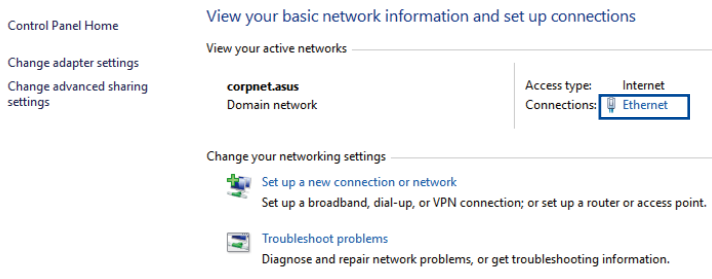 Control Panel Home
Change adapter settings
Change advanced sharing
settings
View your basic network information and set up connections
View your active networks
corpnet.asus
Domain network
Access type: Internet
Connections: Ethernet
Change your networking settings
Set up a new connection or network
Set up a broadband, dial-up, or VPN connection; or set up a router or access point.
Troubleshoot problems
Diagnose and repair network problems, or get troubleshooting information.